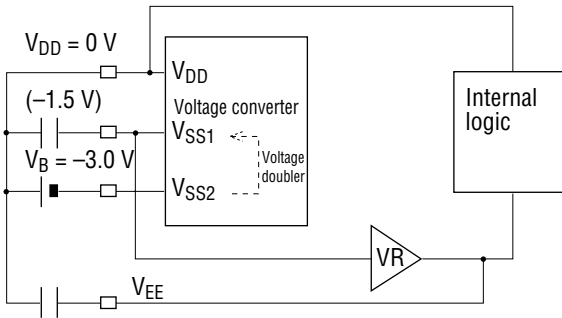 VDD = 0 V
VDD
(–1.5 V)
Voltage converter
VSS1
Internal
logic
Voltage
doubler
VB = –3.0 V
VSS2
VR
VEE